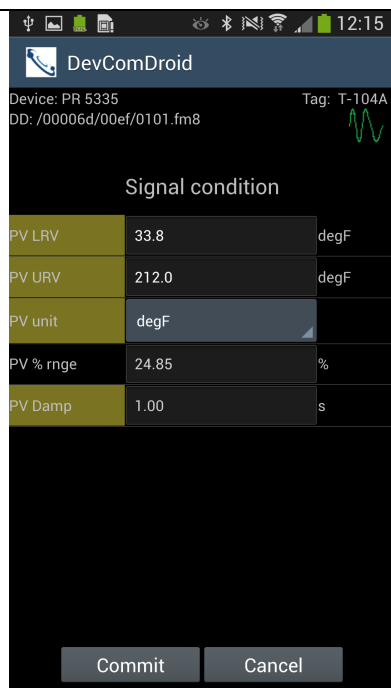 12:15
DevComDroid
Device: PR 5335 Tag: T-104A
DD: /00006d/00ef/0101.fm8
Signal condition
PV LRV 33.8 degF
PV URV 212.0 degF
PV unit degF
PV % rnge 24.85 %
PV Damp 1.00 s
Commit Cancel